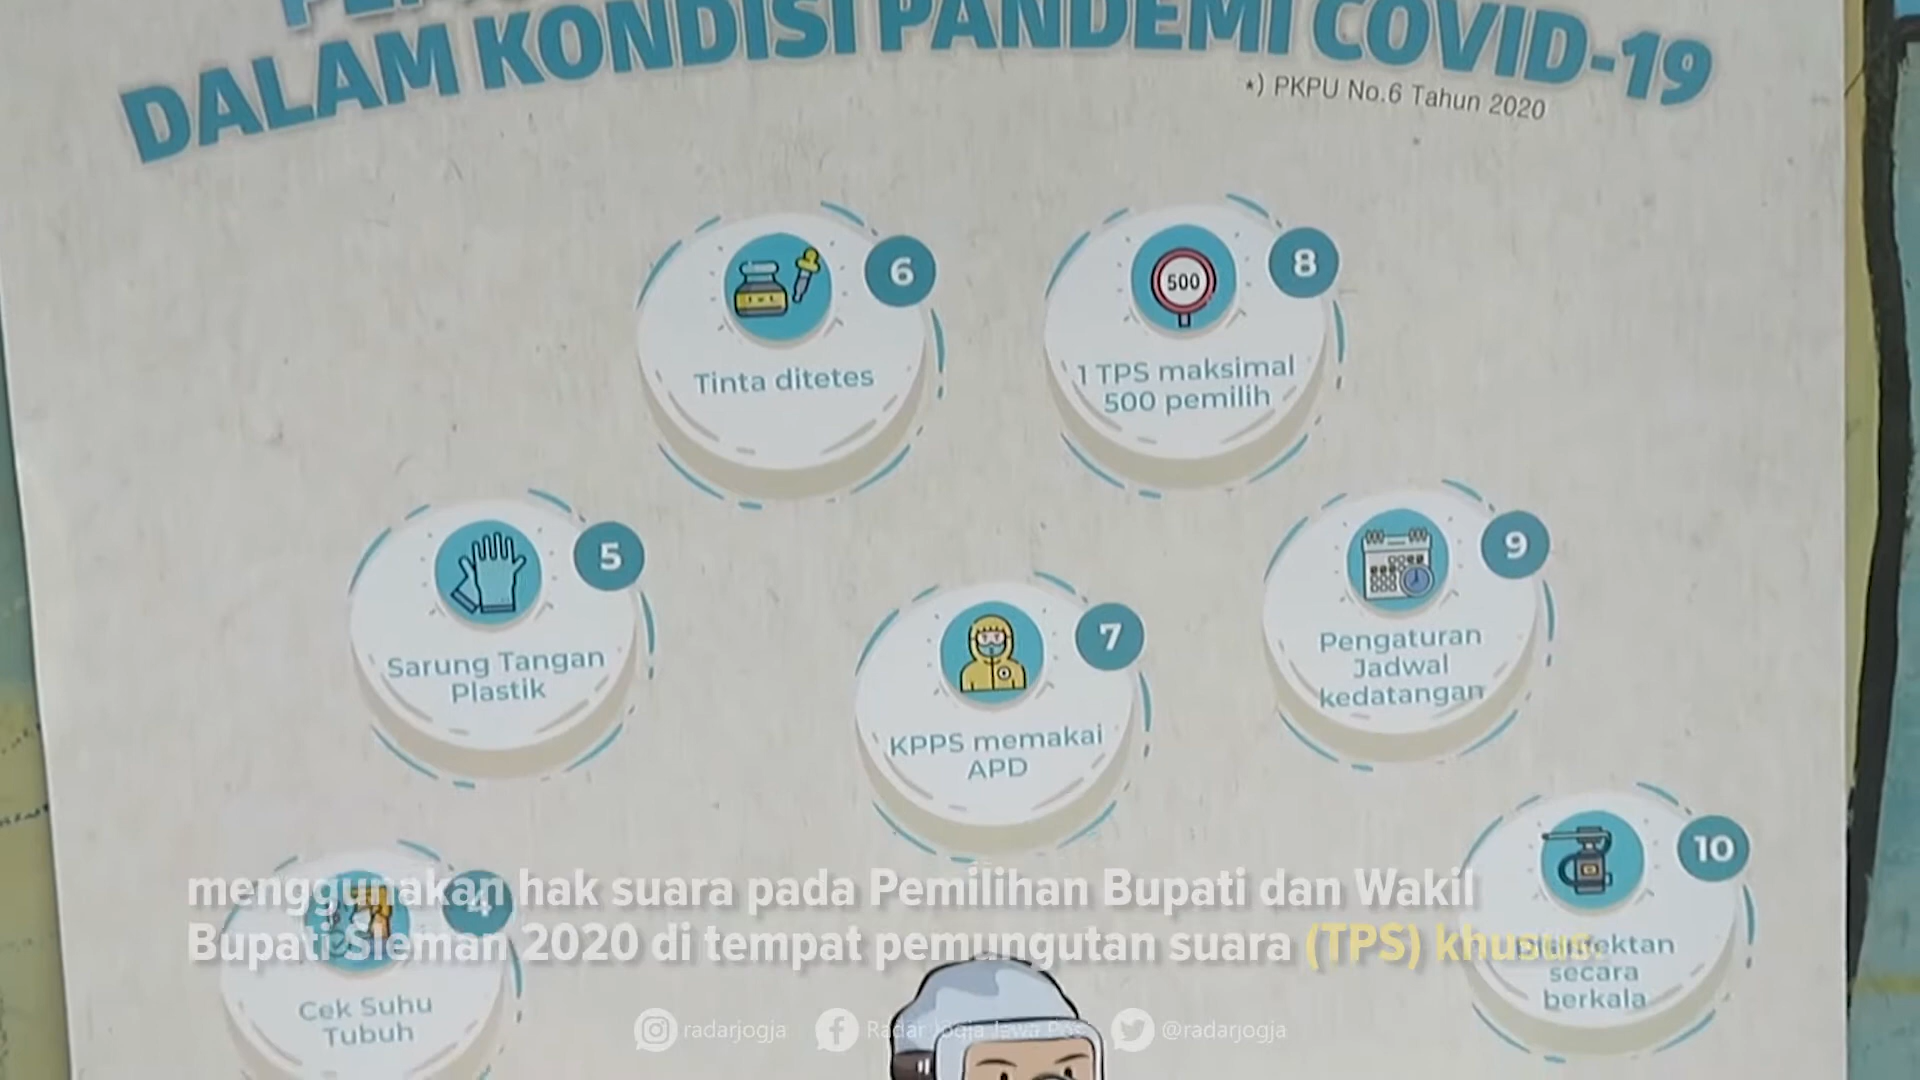 DALAM KONDISI PANDEMI COVID-19
*) PKPU No.6 Tahun 2020
6
Tinta ditetes
8
500
1 TPS maksimal
500 pemilih
5
Sarung Tangan
Plastik
7
KPPS memakai
APD
9
Pengaturan
Jadwal
kedatangan
10
secara
berkala
4
Cek Suhu
Tubuh
menggunakan hak suara pada Pemilihan Bupati dan Wakil
Bupati Sleman 2020 di tempat pemungutan suara (TPS) khusus.
radarjogja
Radar Jogja Jawa Pos
@radarjogja